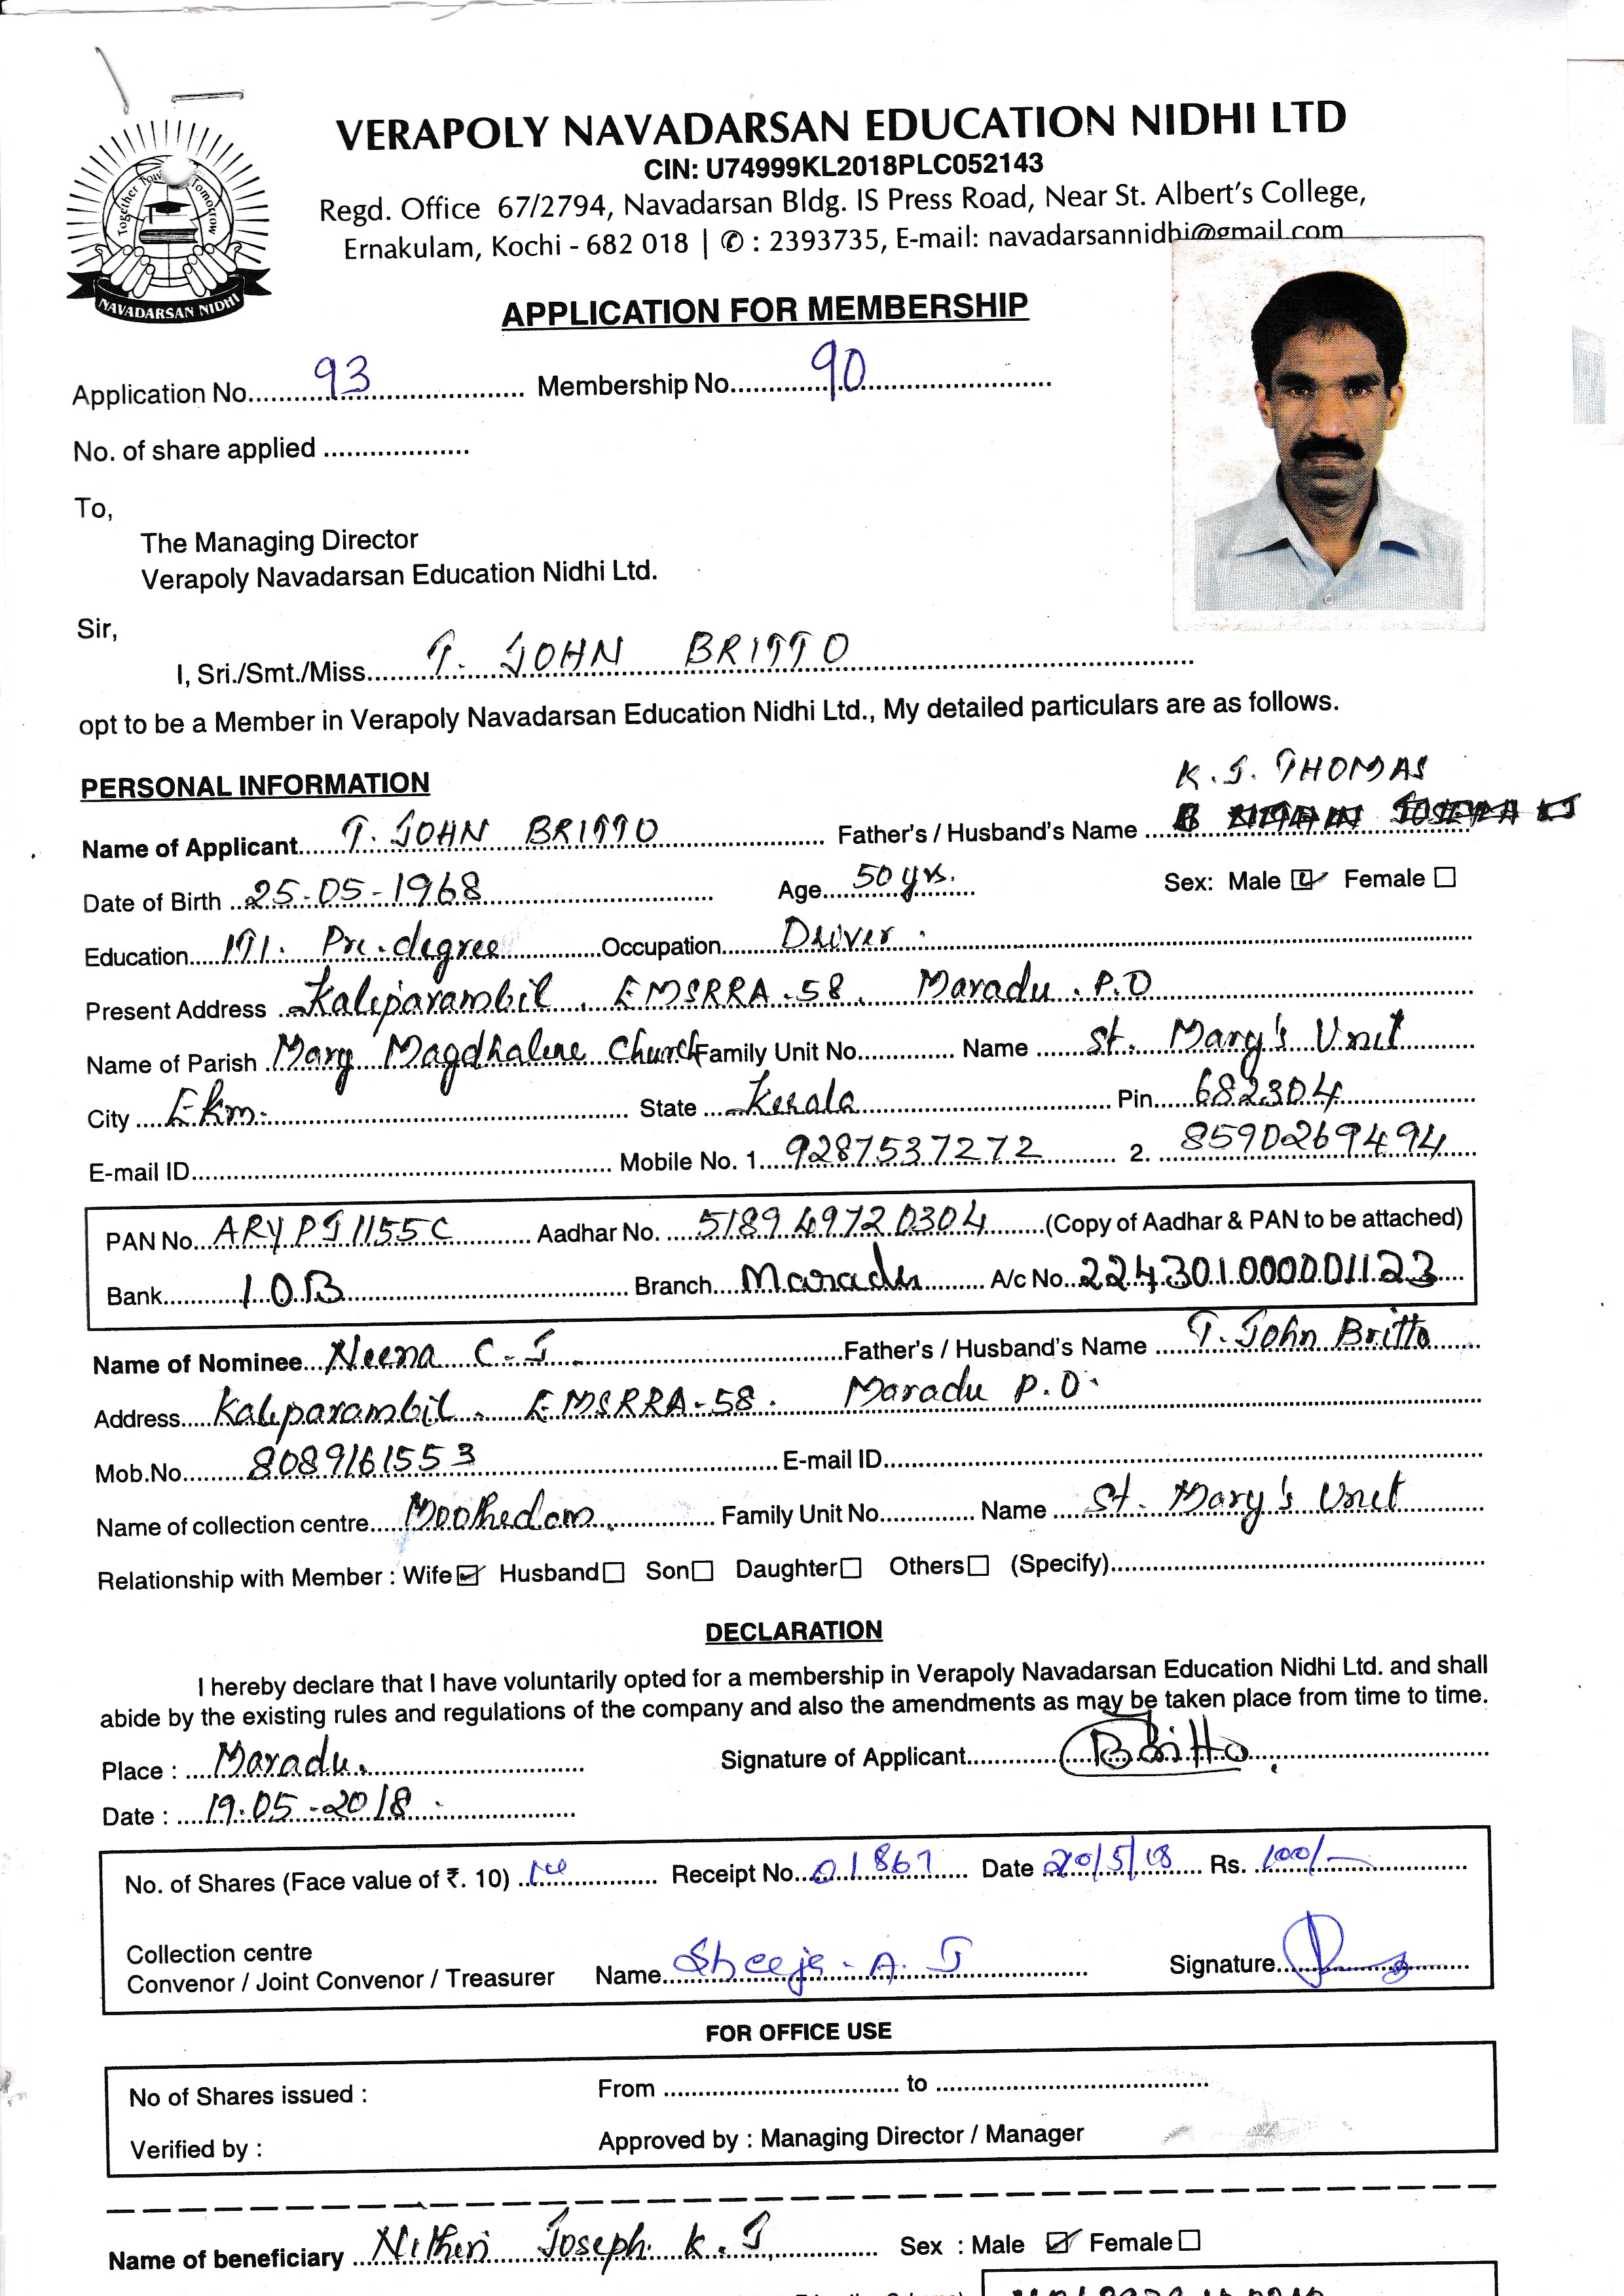 VERAPOLY NAVADARSAN EDUCATION NIDHI LTD
CIN: U74999KL2018PLC052143
Regd. Office 67/2794, Navadarsan Bldg. IS Press Road, Near St. Albert's College,
Ernakulam, Kochi - 682 018 | ✆ : 2393735, E-mail: navadarsannidhi@gmail.com
Together Towards Tomorrow
NAVADARSAN NIDHI
APPLICATION FOR MEMBERSHIP
Application No. 93 Membership No. 90
No. of share applied
To,
The Managing Director
Verapoly Navadarsan Education Nidhi Ltd.
Sir,
I, Sri./Smt./Miss. T. JOHN BRITTO
opt to be a Member in Verapoly Navadarsan Education Nidhi Ltd., My detailed particulars are as follows.
PERSONAL INFORMATION
K. J. THOMAS
Name of Applicant T. JOHN BRITTO Father's / Husband's Name
Date of Birth 25-05-1968 Age 50 yrs. Sex: Male ☑ Female ☐
Education Pre-degree Occupation Driver.
Present Address Kaliparambil, EMSRRA-58, Maradu. P.O
Name of Parish Mary Magdhalene Church Family Unit No. Name St. Mary's Unit
City Ekm. State Kerala Pin 682304
E-mail ID Mobile No. 1. 9287537272 2. 8590269494
PAN No. ARYPJ1155C Aadhar No. 518949720304 (Copy of Aadhar & PAN to be attached)
Bank IOB Branch Maradu A/c No. 224301000001123
Name of Nominee Neena C-J Father's / Husband's Name T. John Britto
Address Kaliparambil, EMSRRA-58. Maradu P.O.
Mob.No. 8089161553 E-mail ID
Name of collection centre Moothedam. Family Unit No. Name St. Mary's Unit
Relationship with Member : Wife ☑ Husband ☐ Son ☐ Daughter ☐ Others ☐ (Specify)
DECLARATION
I hereby declare that I have voluntarily opted for a membership in Verapoly Navadarsan Education Nidhi Ltd. and shall
abide by the existing rules and regulations of the company and also the amendments as may be taken place from time to time.
Place : Maradu. Signature of Applicant Britto
Date : 19-05-2018.
No. of Shares (Face value of ₹. 10) Receipt No. 01867 Date 20/5/18 Rs. 100/-
Collection centre
Convenor / Joint Convenor / Treasurer Name Sheeja - A. J Signature
FOR OFFICE USE
No of Shares issued : From to
Verified by : Approved by : Managing Director / Manager
Name of beneficiary Nithin Joseph. K. J Sex : Male ☑ Female ☐